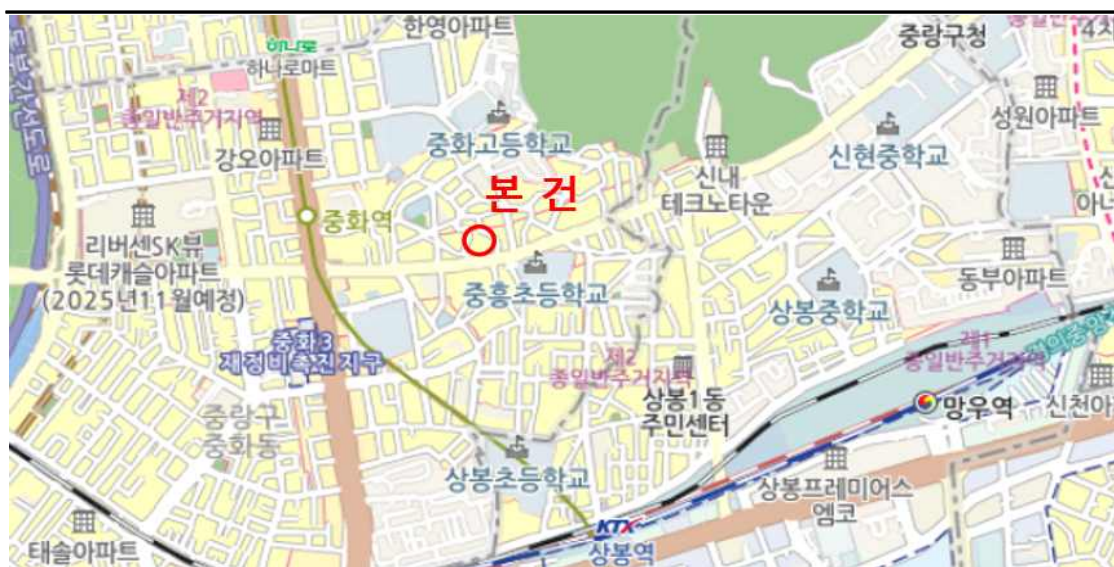 한영아파트
중랑구청
하나로
하나로마트
제2
종일반주거지역
강오아파트
중화고등학교
신내
테크노타운
신현중학교
성원아파트
본 건
중화역
리버센SK뷰
롯데캐슬아파트
(2025년11월예정)
중흥초등학교
상봉중학교
동부아파트
중화3
재정비촉진지구
제2
종일반주거지역
제1
종일반주거지역
중랑구
중화동
상봉1동
주민센터
망우역
상봉초등학교
상봉프레미어스
엠코
KTX
상봉역
태솔아파트